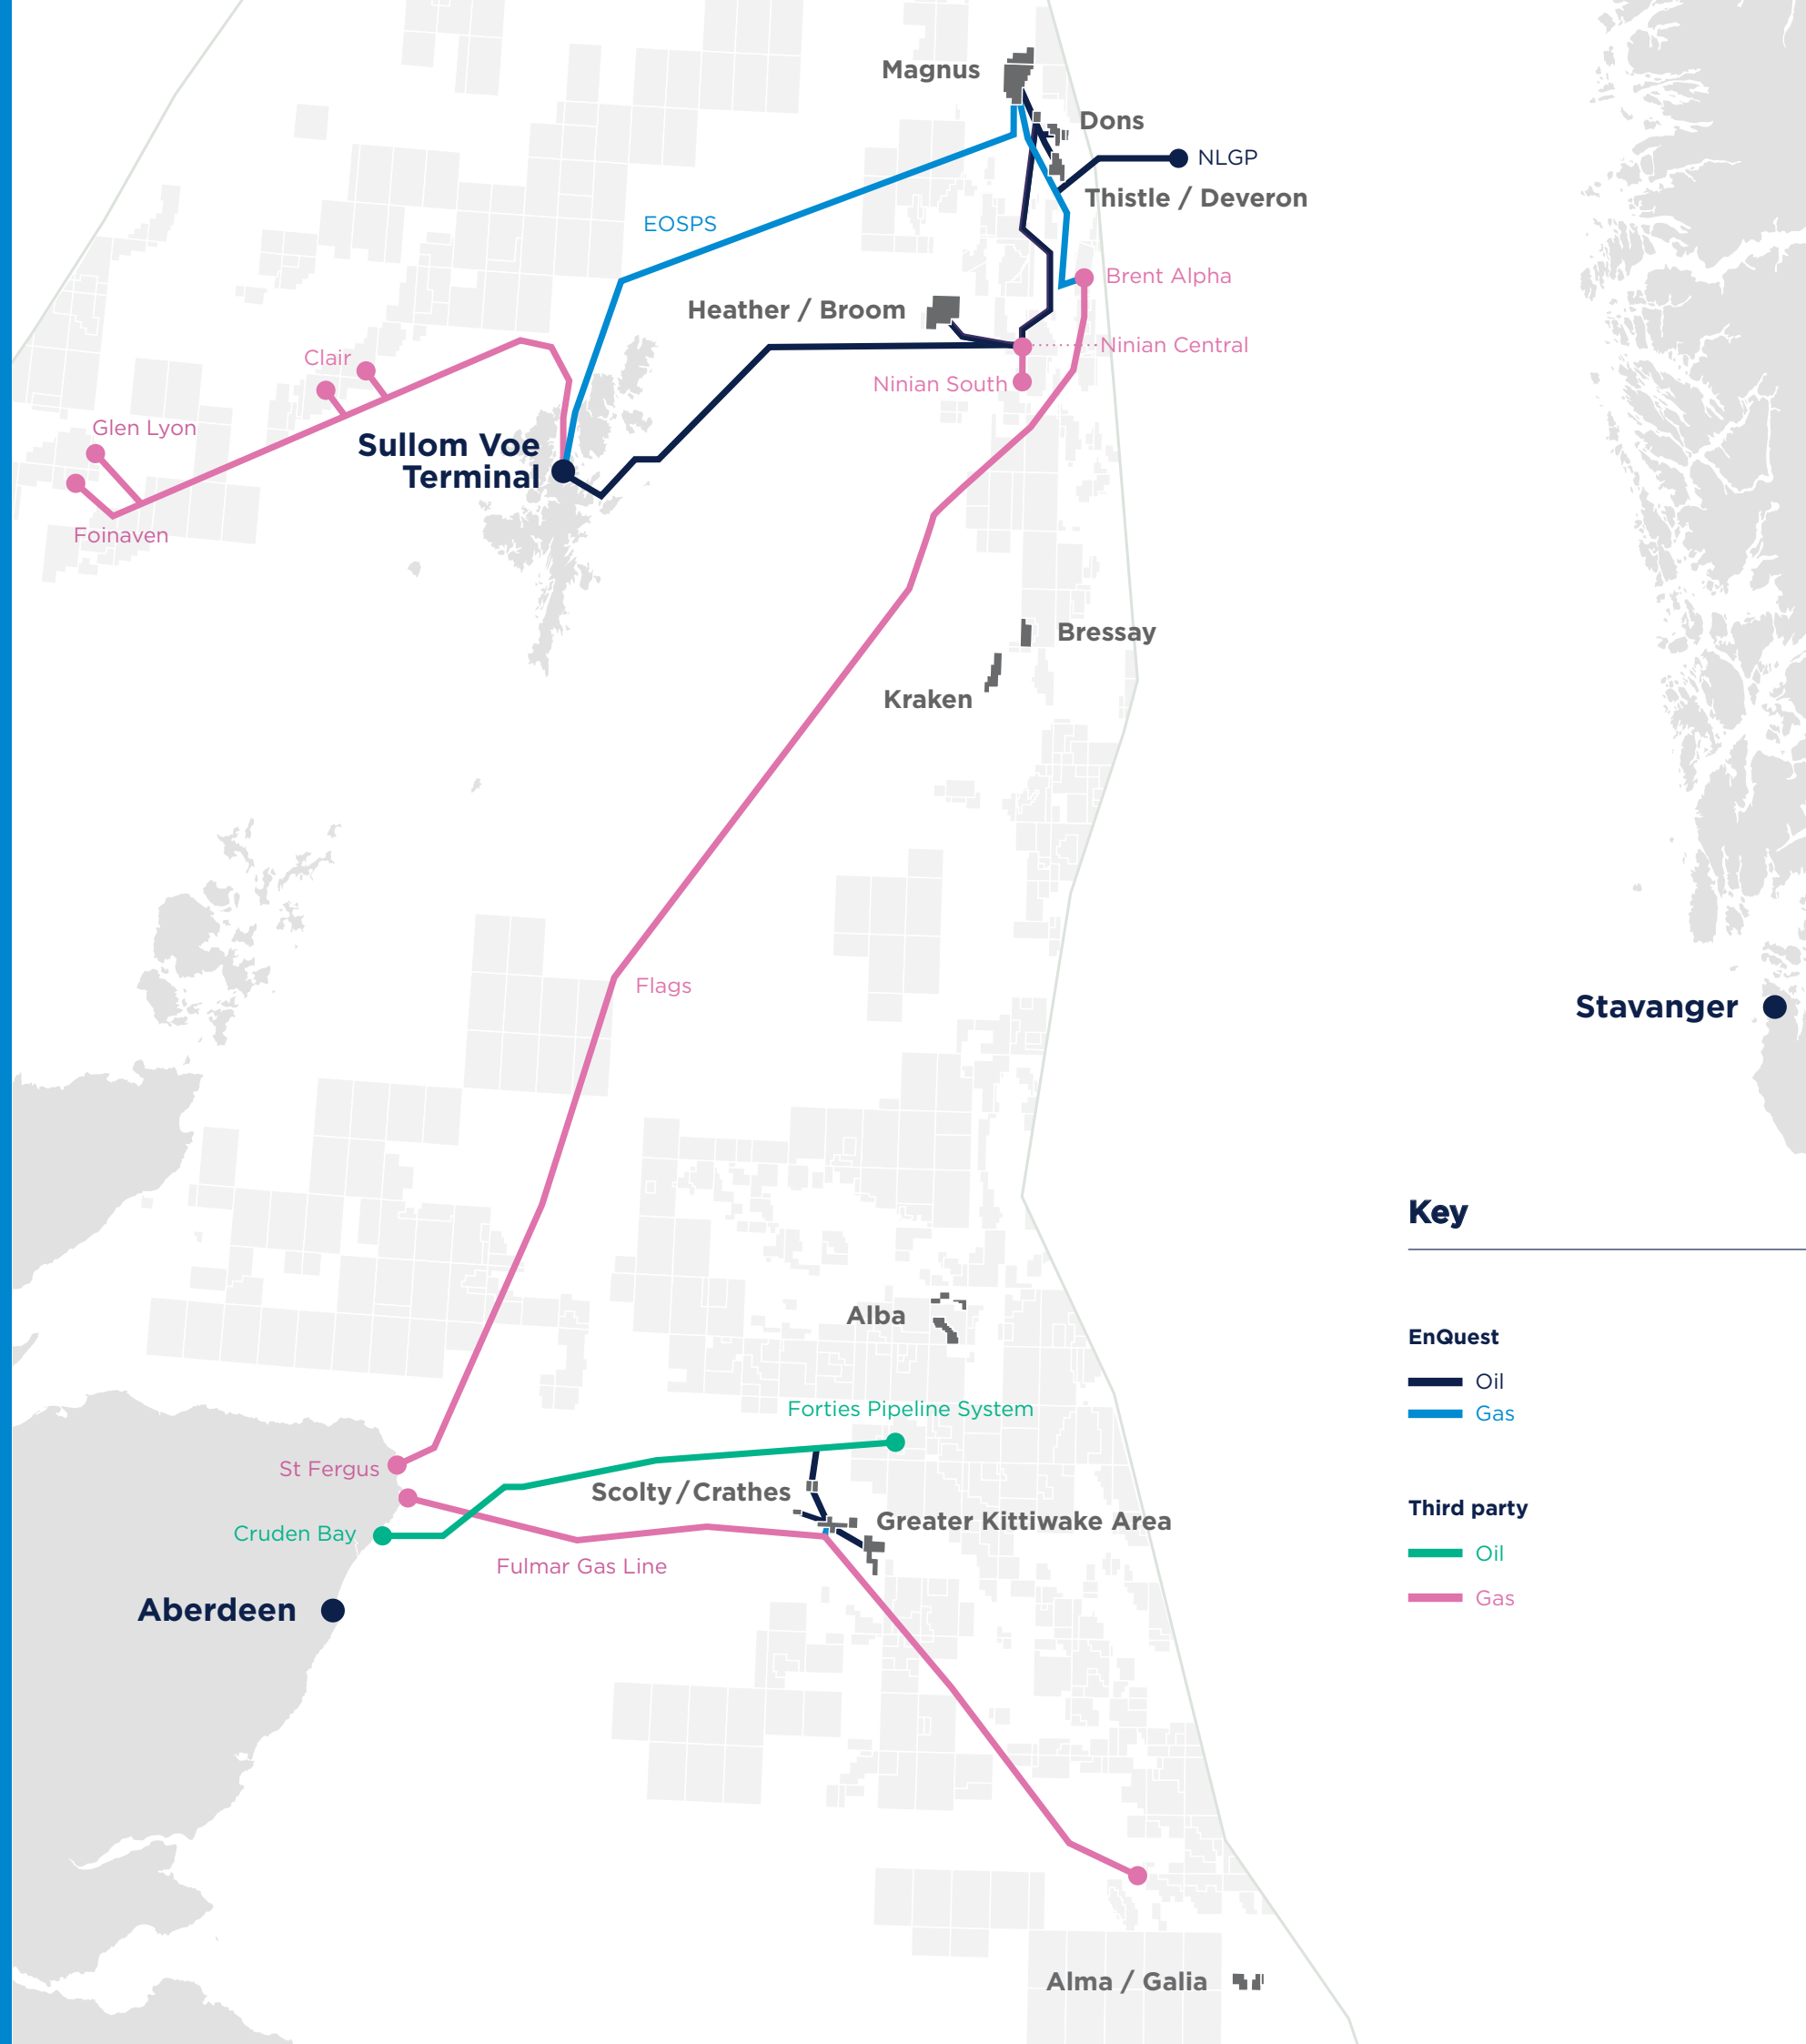 Magnus
Dons
NLGP
Thistle / Deveron
EOSPS
Brent Alpha
Heather / Broom
Ninian Central
Clair
Ninian South
Glen Lyon
Sullom Voe
Terminal
Foinaven
Bressay
Kraken
Flags
Stavanger
Key
Alba
EnQuest
Oil
Gas
Forties Pipeline System
St Fergus
Scolty / Crathes
Greater Kittiwake Area
Third party
Cruden Bay
Oil
Fulmar Gas Line
Gas
Aberdeen
Alma / Galia